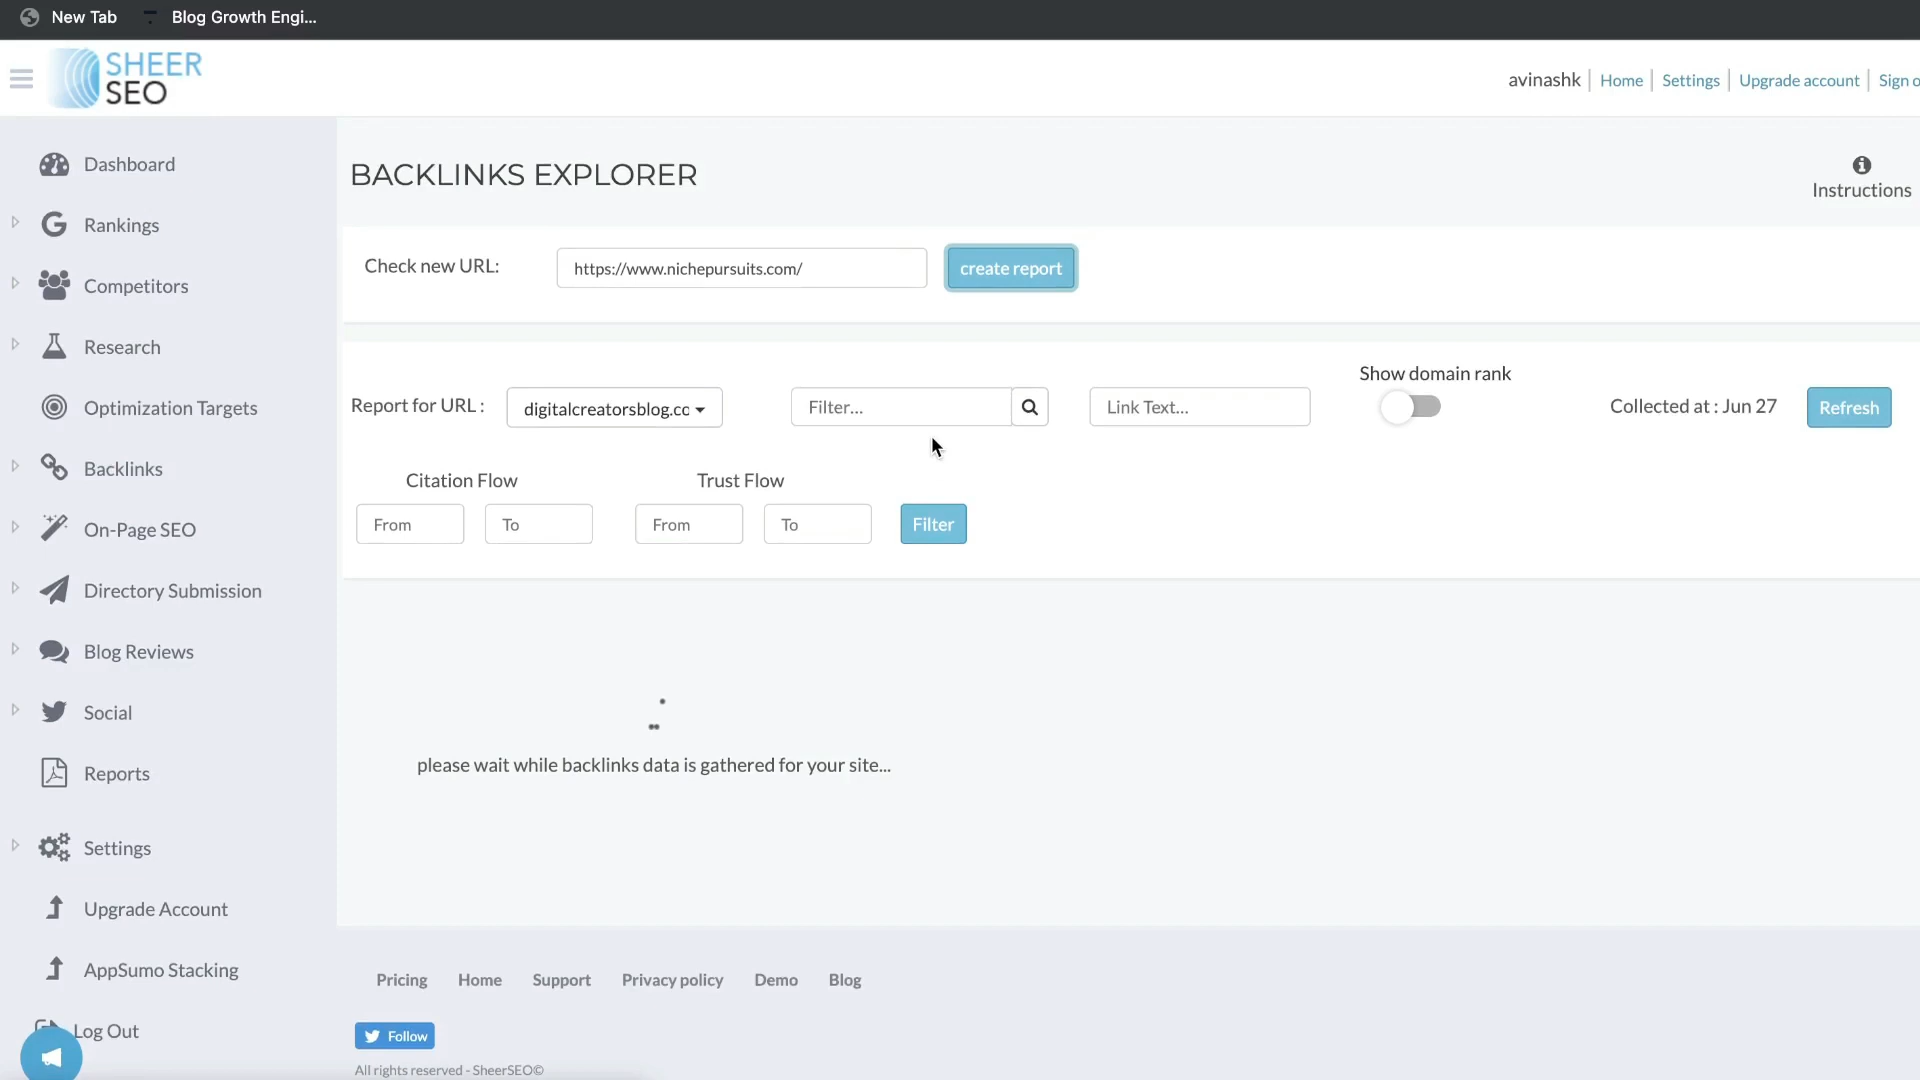 New Tab
Blog Growth Engi...
SHEER
SEO
avinashk
Home
Settings
Upgrade account
Sign o
Dashboard
Rankings
Competitors
Research
Optimization Targets
Backlinks
On-Page SEO
Directory Submission
Blog Reviews
Social
Reports
Settings
Upgrade Account
AppSumo Stacking
Log Out
BACKLINKS EXPLORER
Instructions
Check new URL:
https://www.nichepursuits.com/
create report
Show domain rank
Report for URL :
digitalcreatorsblog.cc
Filter...
Link Text...
Collected at : Jun 27
Refresh
Citation Flow
Trust Flow
From
To
From
To
Filter
please wait while backlinks data is gathered for your site...
Pricing
Home
Support
Privacy policy
Demo
Blog
Follow
All rights reserved - SheerSEO©